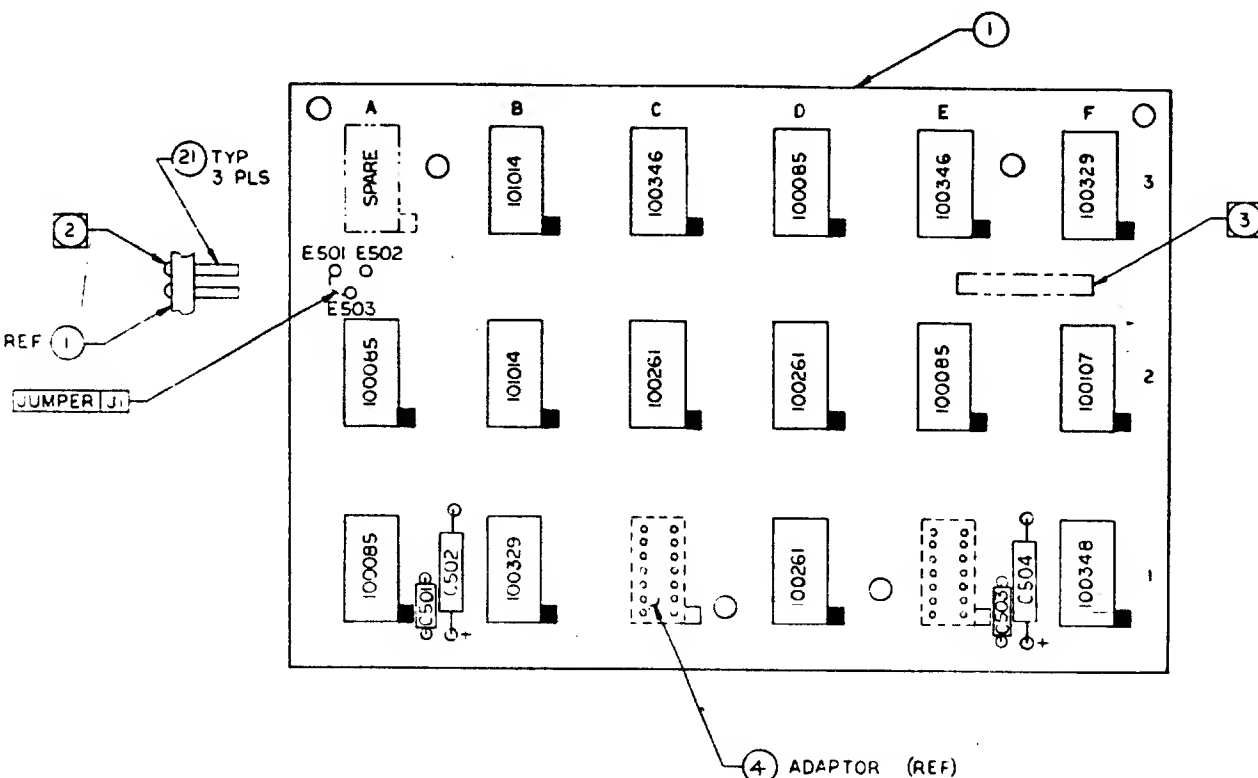 1
A B C D E F
21 TYP
3 PLS
SPARE
101014
100346
100085
100346
100329
3
2
3
E501 E502
E503
REF 1
JUMPER J1
100085
101014
100261
100261
100085
100107
2
100085
C501
C502
+
100329
100261
C503
C504
+
100348
1
4 ADAPTOR (REF)